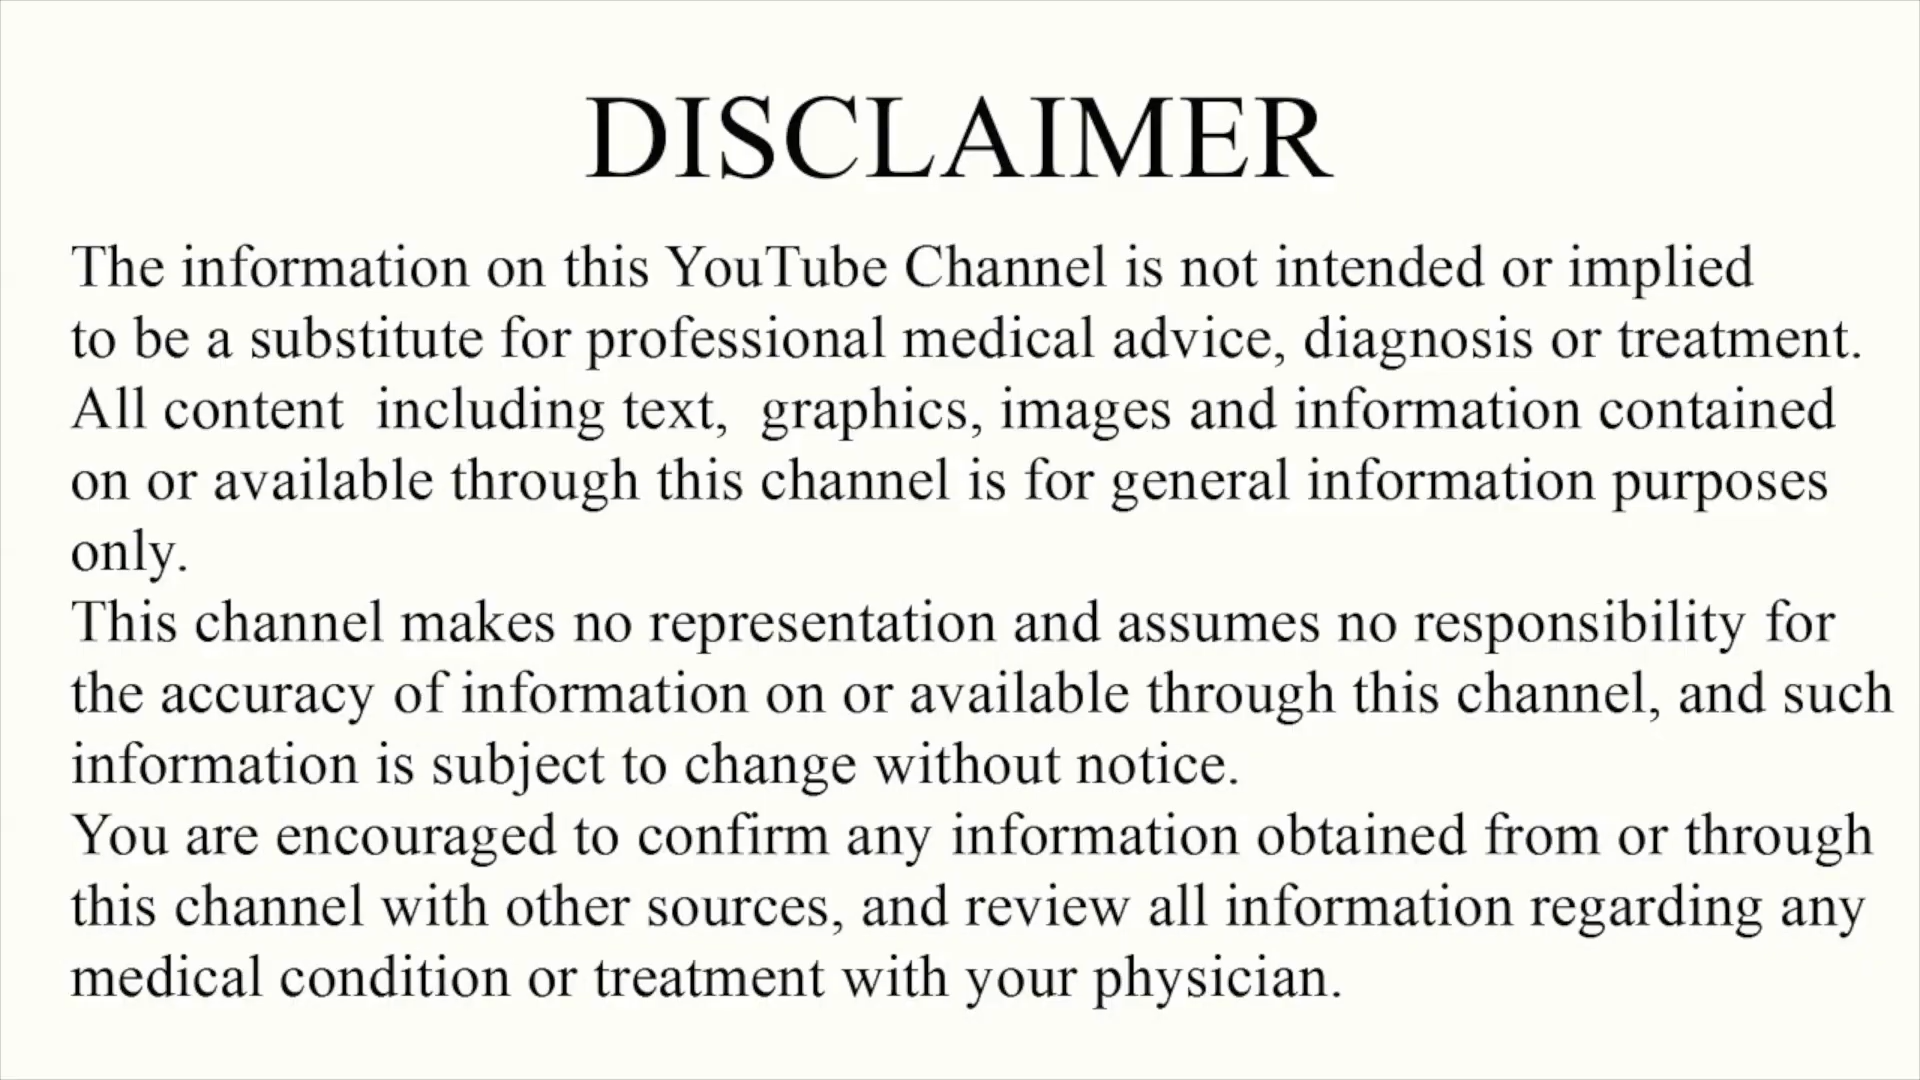 DISCLAIMER
The information on this YouTube Channel is not intended or implied
to be a substitute for professional medical advice, diagnosis or treatment.
All content  including text,  graphics, images and information contained
on or available through this channel is for general information purposes
only.
This channel makes no representation and assumes no responsibility for
the accuracy of information on or available through this channel, and such
information is subject to change without notice.
You are encouraged to confirm any information obtained from or through
this channel with other sources, and review all information regarding any
medical condition or treatment with your physician.